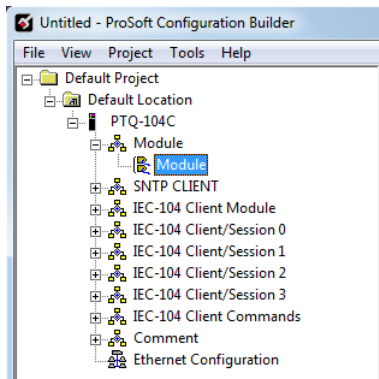 Untitled - ProSoft Configuration Builder
File View Project Tools Help
Default Project
Default Location
PTQ-104C
Module
Module
SNTP CLIENT
IEC-104 Client Module
IEC-104 Client/Session 0
IEC-104 Client/Session 1
IEC-104 Client/Session 2
IEC-104 Client/Session 3
IEC-104 Client Commands
Comment
Ethernet Configuration